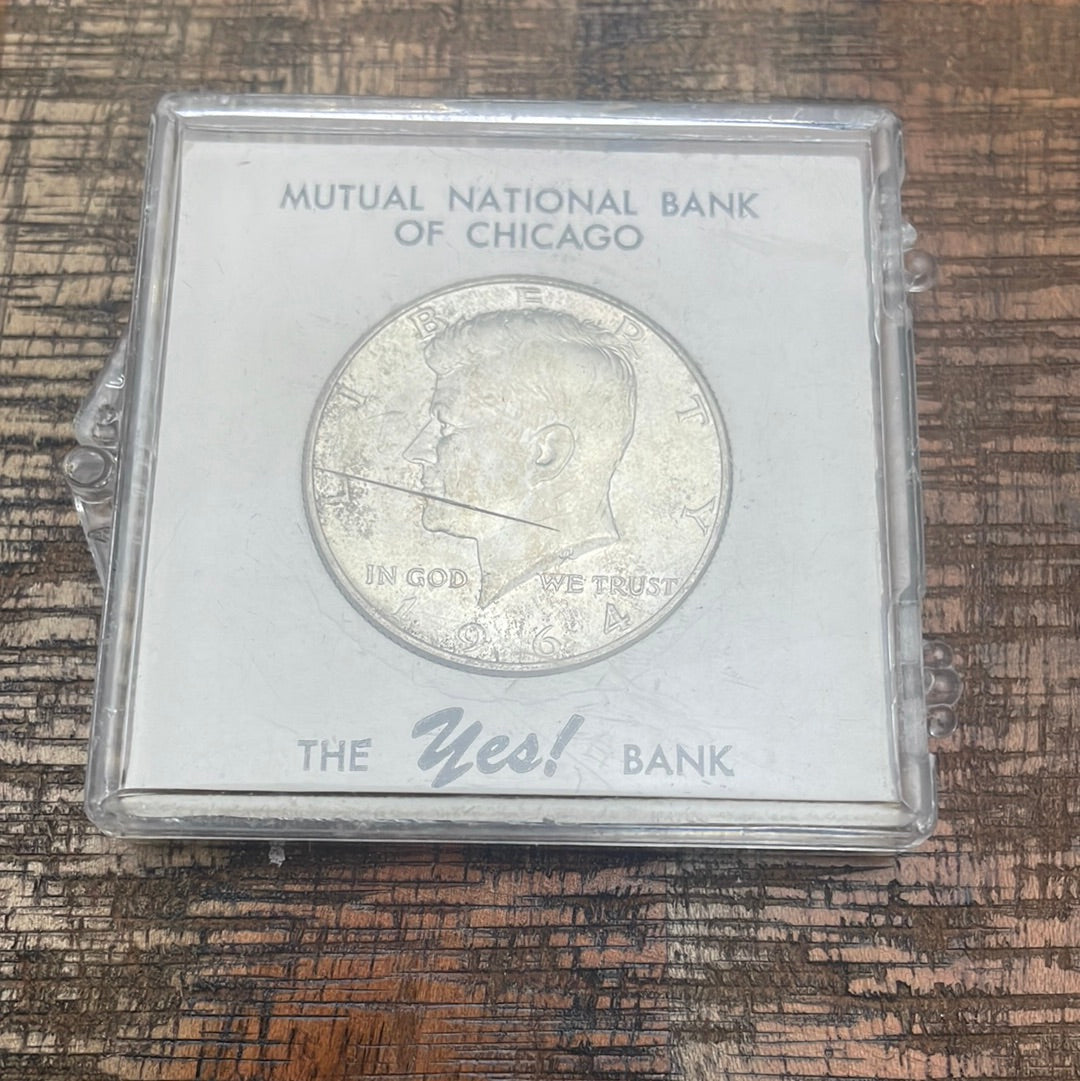 MUTUAL NATIONAL BANK
OF CHICAGO
LIBERTY
IN GOD WE TRUST
1964
THE Yes! BANK